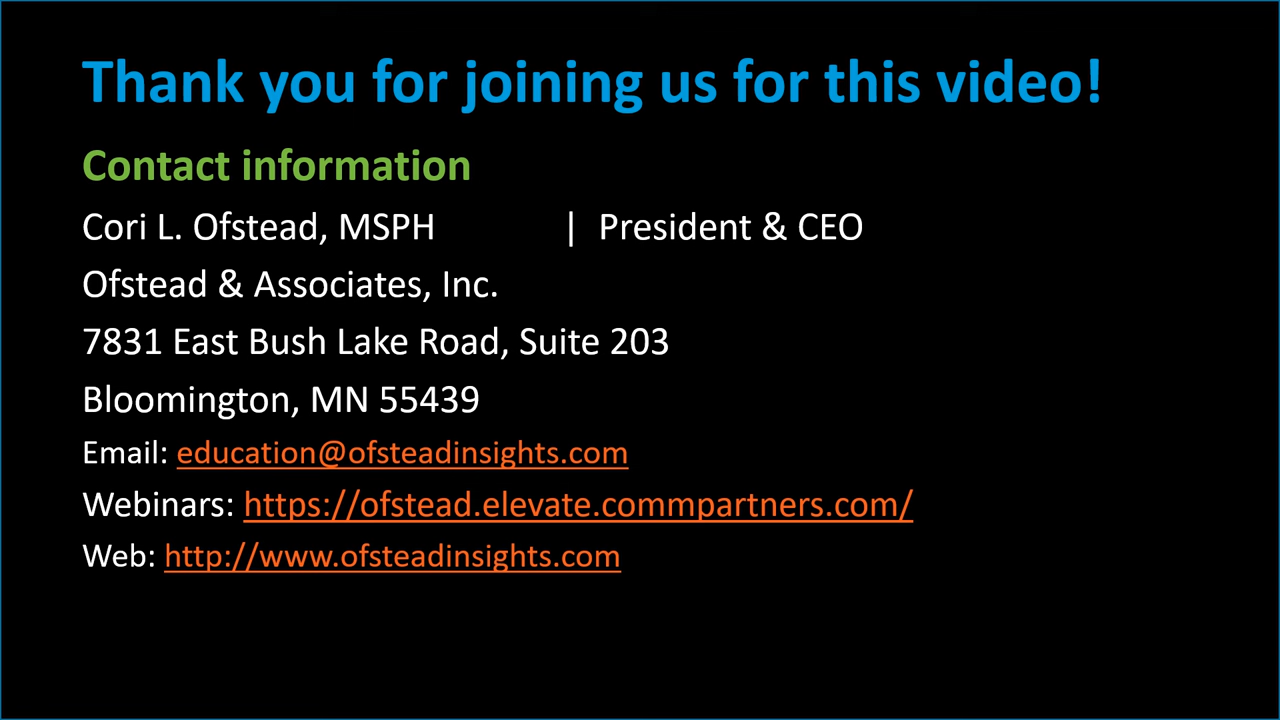 Thank you for joining us for this video!
Contact information
Cori L. Ofstead, MSPH | President & CEO
Ofstead & Associates, Inc.
7831 East Bush Lake Road, Suite 203
Bloomington, MN 55439
Email: education@ofsteadinsights.com
Webinars: https://ofstead.elevate.commpartners.com/
Web: http://www.ofsteadinsights.com